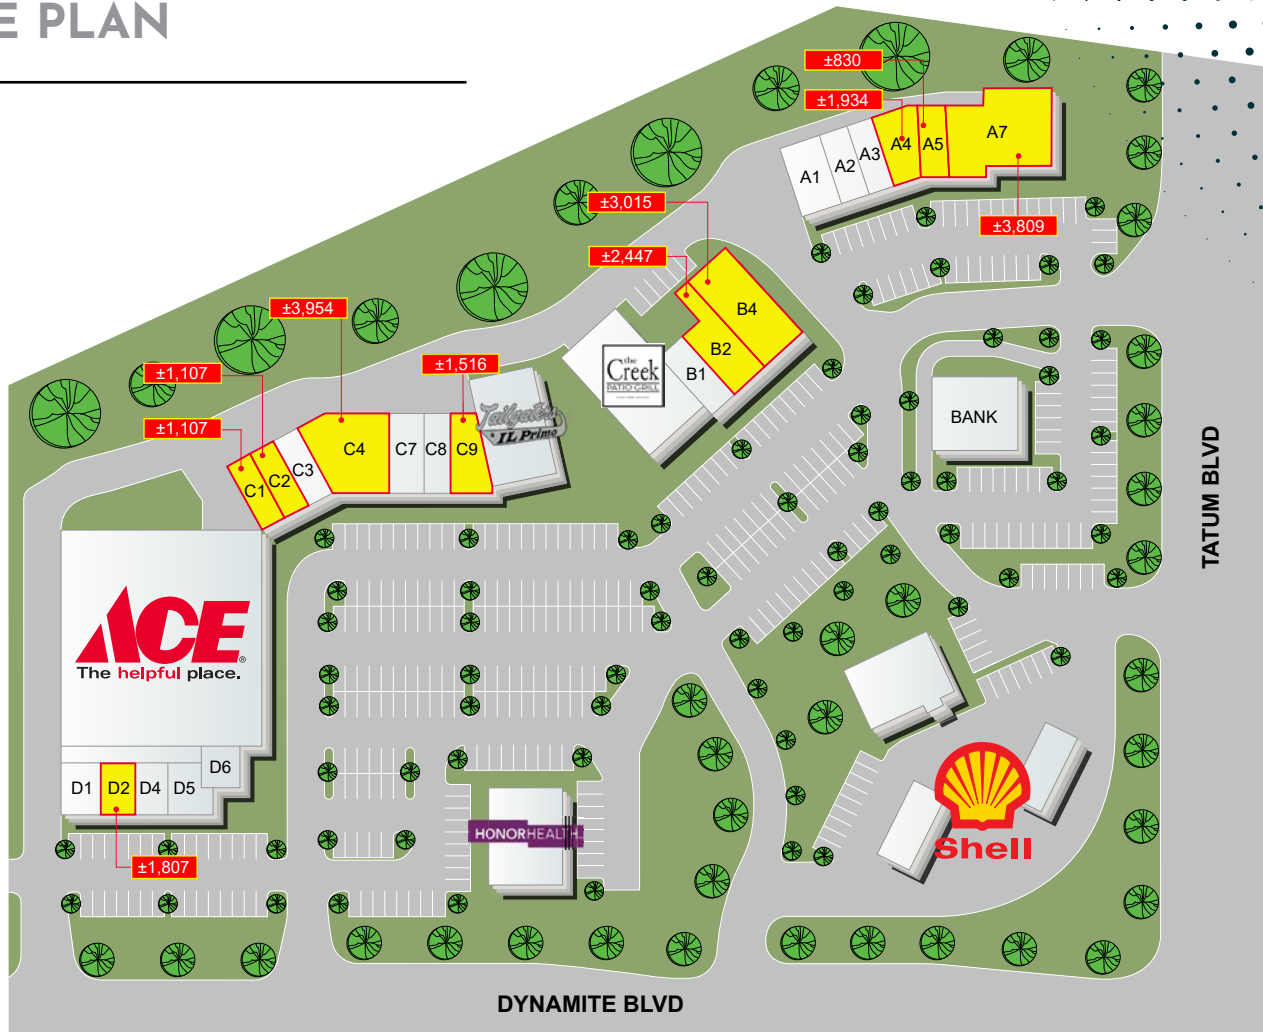 E PLAN
±830
±1,934
A1
A2
A3
A4
A5
A7
±3,809
±3,015
±2,447
B4
B2
B1
the
Creek
PATIO GRILL
±3,954
±1,516
±1,107
±1,107
C1
C2
C3
C4
C7
C8
C9
Tailgaters
IL Primo
BANK
TATUM BLVD
ACE
The helpful place.
D1
D2
D4
D5
D6
±1,807
HONORHEALTH
Shell
DYNAMITE BLVD